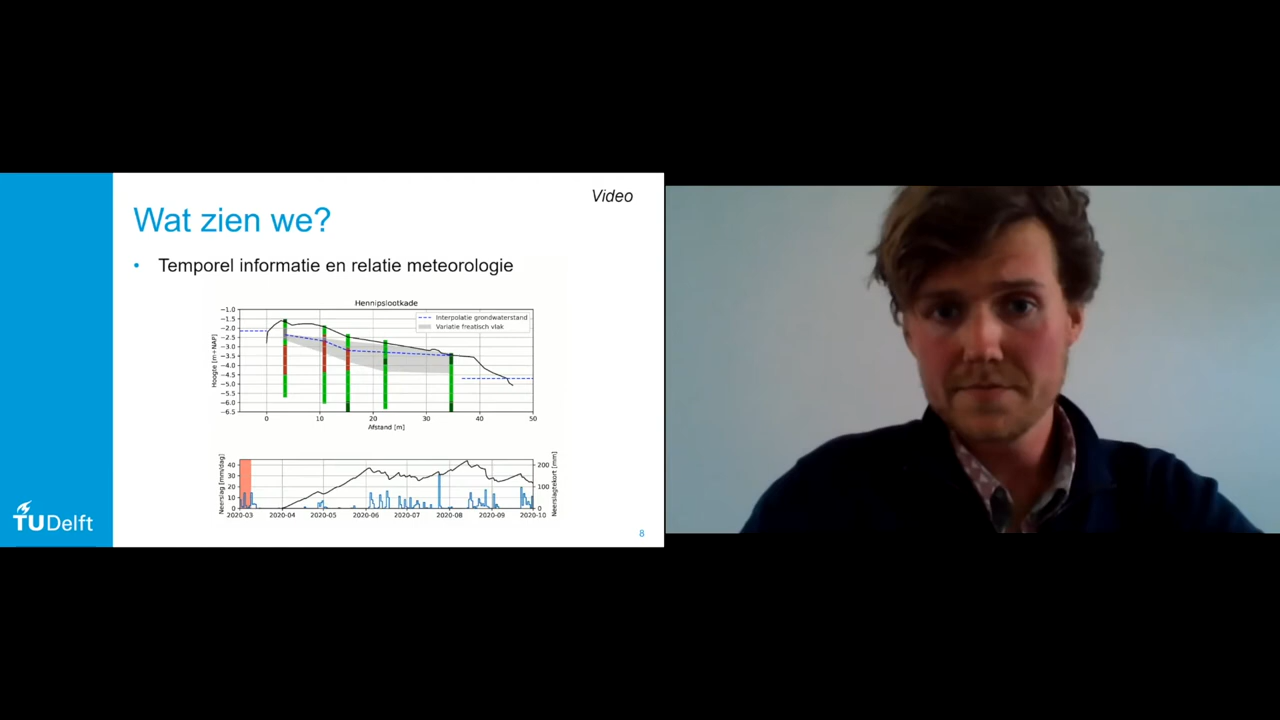 Video
Wat zien we?
• Temporel informatie en relatie meteorologie
Hennipslootkade
Interpolatie grondwaterstand
Variatie freatisch vlak
Hoogte [m+NAP]
−1.0
−1.5
−2.0
−2.5
−3.0
−3.5
−4.0
−4.5
−5.0
−5.5
−6.0
−6.5
0 10 20 30 40 50
Afstand [m]
Neerslag [mm/dag]
40
30
20
10
0
200
100
0
Neerslagtekort [mm]
2020-03 2020-04 2020-05 2020-06 2020-07 2020-08 2020-09 2020-10
TUDelft
8